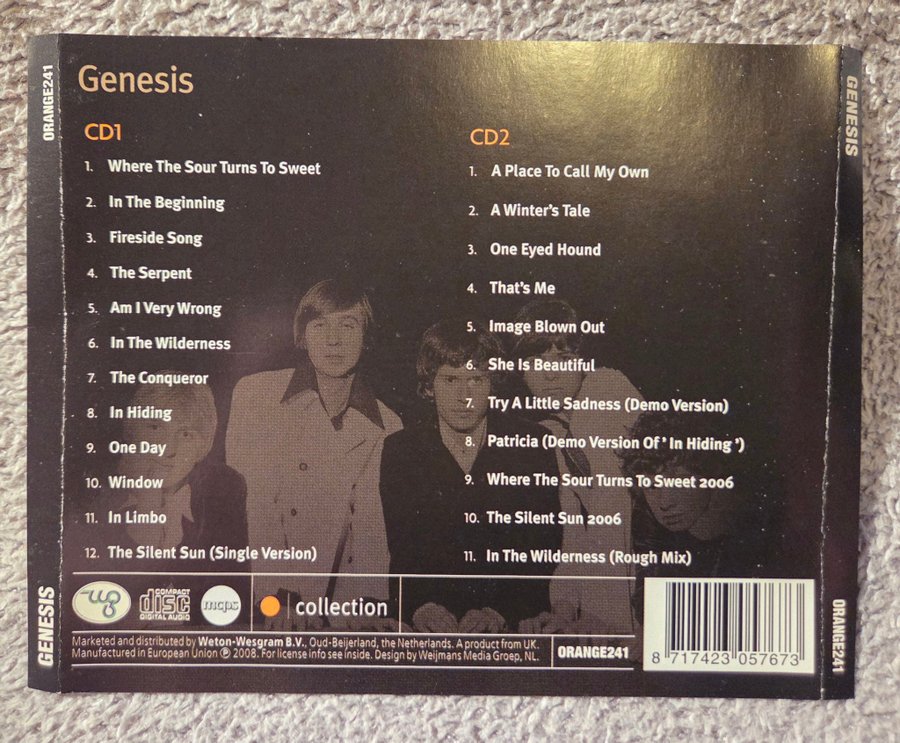 Genesis
CD1
1. Where The Sour Turns To Sweet
2. In The Beginning
3. Fireside Song
4. The Serpent
5. Am I Very Wrong
6. In The Wilderness
7. The Conqueror
8. In Hiding
9. One Day
10. Window
11. In Limbo
12. The Silent Sun (Single Version)
CD2
1. A Place To Call My Own
2. A Winter's Tale
3. One Eyed Hound
4. That's Me
5. Image Blown Out
6. She Is Beautiful
7. Try A Little Sadness (Demo Version)
8. Patricia (Demo Version Of ' In Hiding ')
9. Where The Sour Turns To Sweet 2006
10. The Silent Sun 2006
11. In The Wilderness (Rough Mix)
COMPACT
disc
DIGITAL AUDIO
mcps
collection
Marketed and distributed by Weton-Wesgram B.V., Oud-Beijerland, the Netherlands. A product from UK.
Manufactured in European Union ℗ 2008. For license info see inside. Design by Weijmans Media Groep, NL.
ORANGE241
8 717423 057673
ORANGE241
GENESIS
GENESIS
ORANGE241